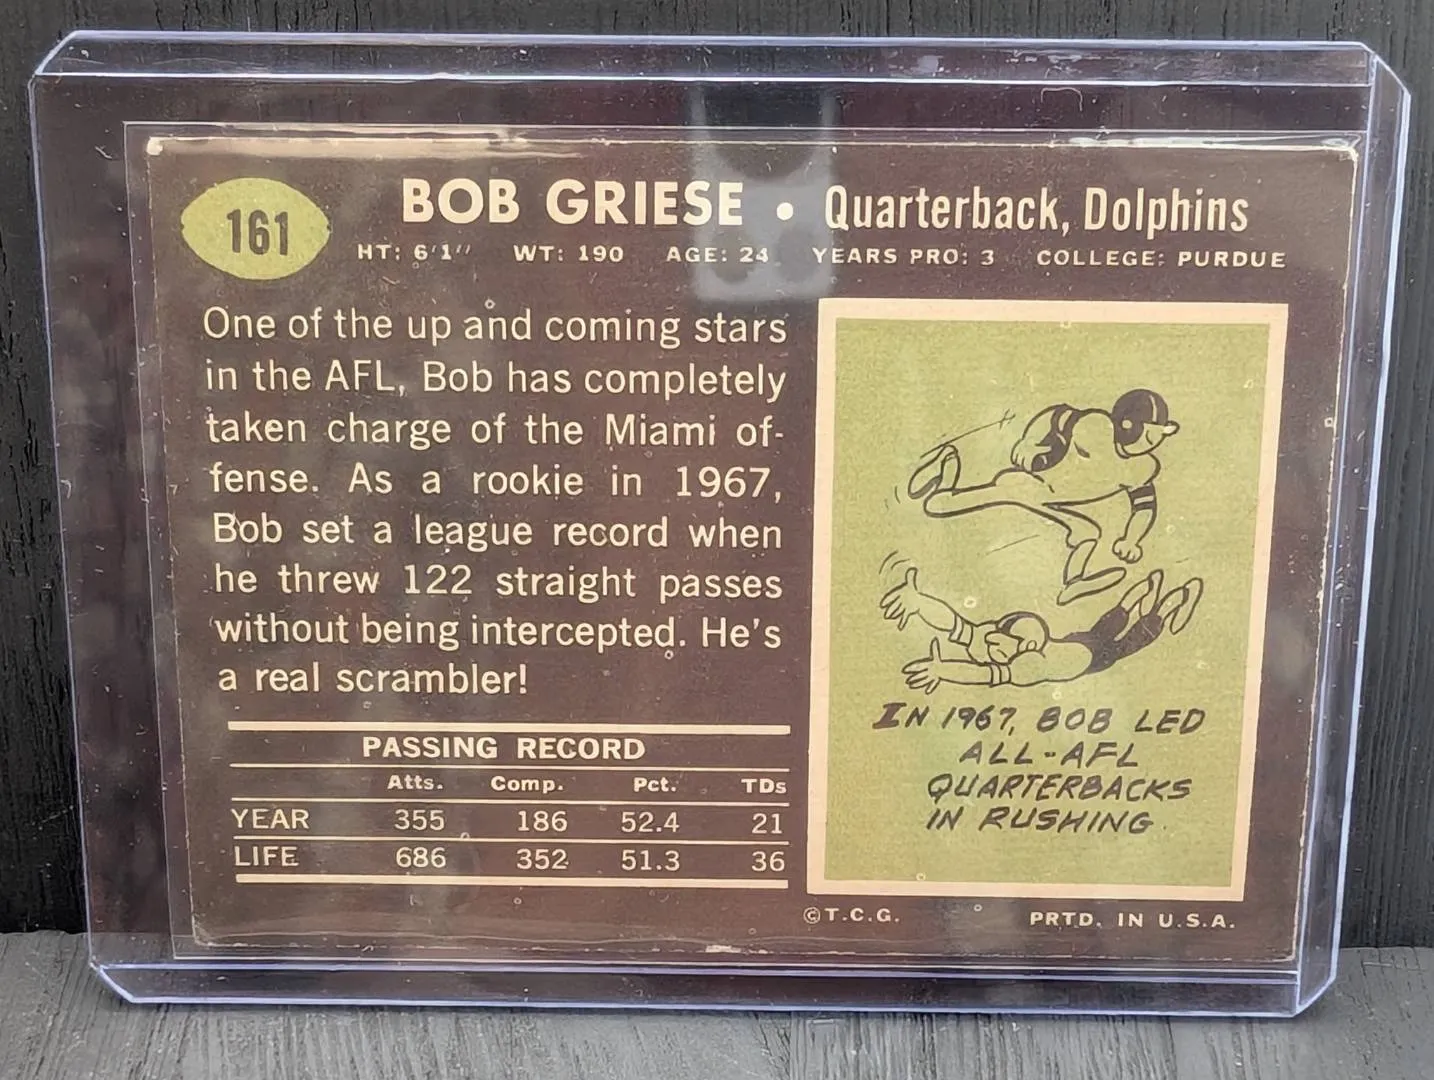 161
BOB GRIESE • Quarterback, Dolphins
HT: 6'1" WT: 190 AGE: 24 YEARS PRO: 3 COLLEGE: PURDUE
One of the up and coming stars
in the AFL, Bob has completely
taken charge of the Miami of-
fense. As a rookie in 1967,
Bob set a league record when
he threw 122 straight passes
without being intercepted. He's
a real scrambler!
PASSING RECORD
Atts. Comp. Pct. TDs
YEAR 355 186 52.4 21
LIFE 686 352 51.3 36
IN 1967, BOB LED
ALL-AFL
QUARTERBACKS
IN RUSHING
©T.C.G. PRTD. IN U.S.A.